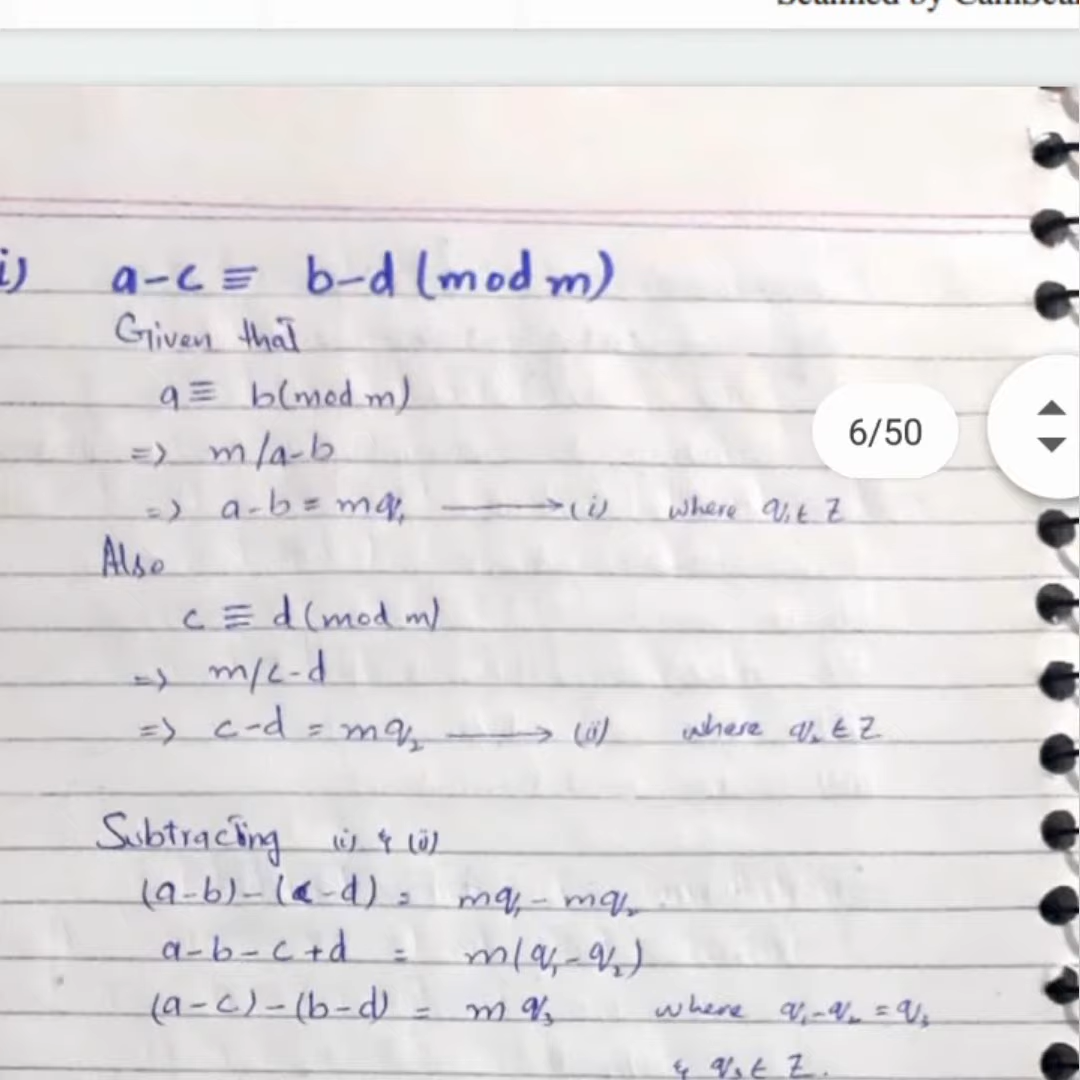 i) a-c ≡ b-d (mod m)
Given that
a ≡ b(mod m)
=> m/a-b
=> a-b = mq₁ ⟶ (i) where q₁ ∈ Z
6/50
Also
c ≡ d (mod m)
=> m/c-d
=> c-d = mq₂ ⟶ (ii) where q₂ ∈ Z
Subtracting (i) & (ii)
(a-b)-(c-d) = mq₁ - mq₂
a-b-c+d = m(q₁-q₂)
(a-c)-(b-d) = mq₃ where q₁-q₂ = q₃
& q₃ ∈ Z.